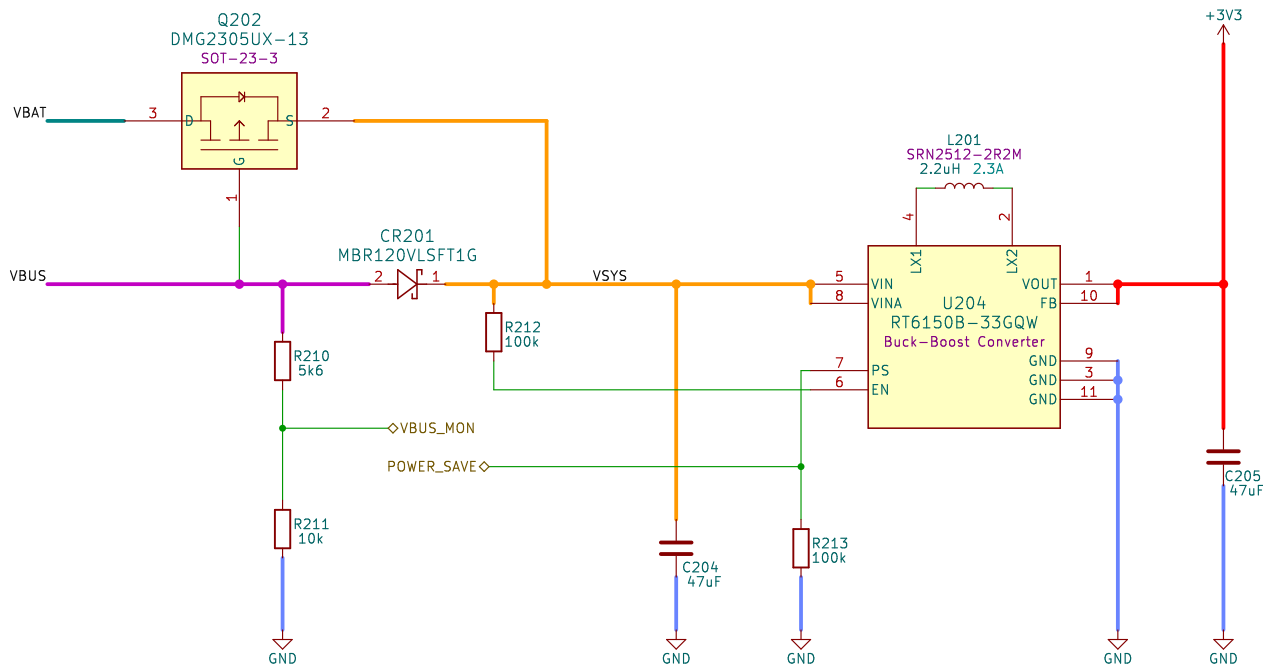 +3V3
Q202
DMG2305UX-13
SOT-23-3
VBAT
3
D
S
2
G
1
L201
SRN2512-2R2M
2.2uH 2.3A
4
2
LX1
LX2
CR201
MBR120VLSFT1G
VBUS
2
1
VSYS
5
VIN
8
VINA
7
PS
6
EN
U204
RT6150B-33GQW
Buck-Boost Converter
VOUT
1
FB
10
GND
9
GND
3
GND
11
R212
100k
R210
5k6
VBUS_MON
POWER_SAVE
R211
10k
C204
47uF
R213
100k
C205
47uF
GND
GND
GND
GND
GND